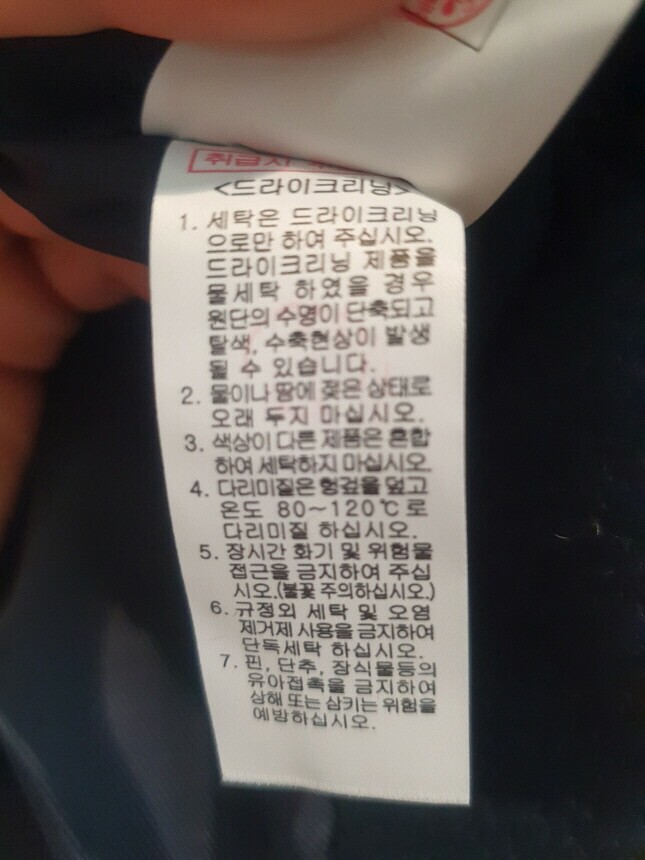 취급시
<드라이크리닝>
1. 세탁은 드라이크리닝
으로만 하여 주십시오.
드라이크리닝 제품을
물세탁 하였을 경우
원단의 수명이 단축되고
탈색, 수축현상이 발생
될 수 있습니다.
2. 물이나 땀에 젖은 상태로
오래 두지 마십시오.
3. 색상이 다른 제품은 혼합
하여 세탁하지 마십시오.
4. 다리미질은 헝겊을 덮고
온도 80~120℃로
다리미질 하십시오.
5. 장시간 화기 및 위험물
접근을 금지하여 주십
시오.(불꽃 주의하십시오.)
6. 규정외 세탁 및 오염
제거제 사용을 금지하여
단독세탁 하십시오.
7. 핀, 단추, 장식물등의
유아접촉을 금지하여
상해 또는 삼키는 위험을
예방하십시오.